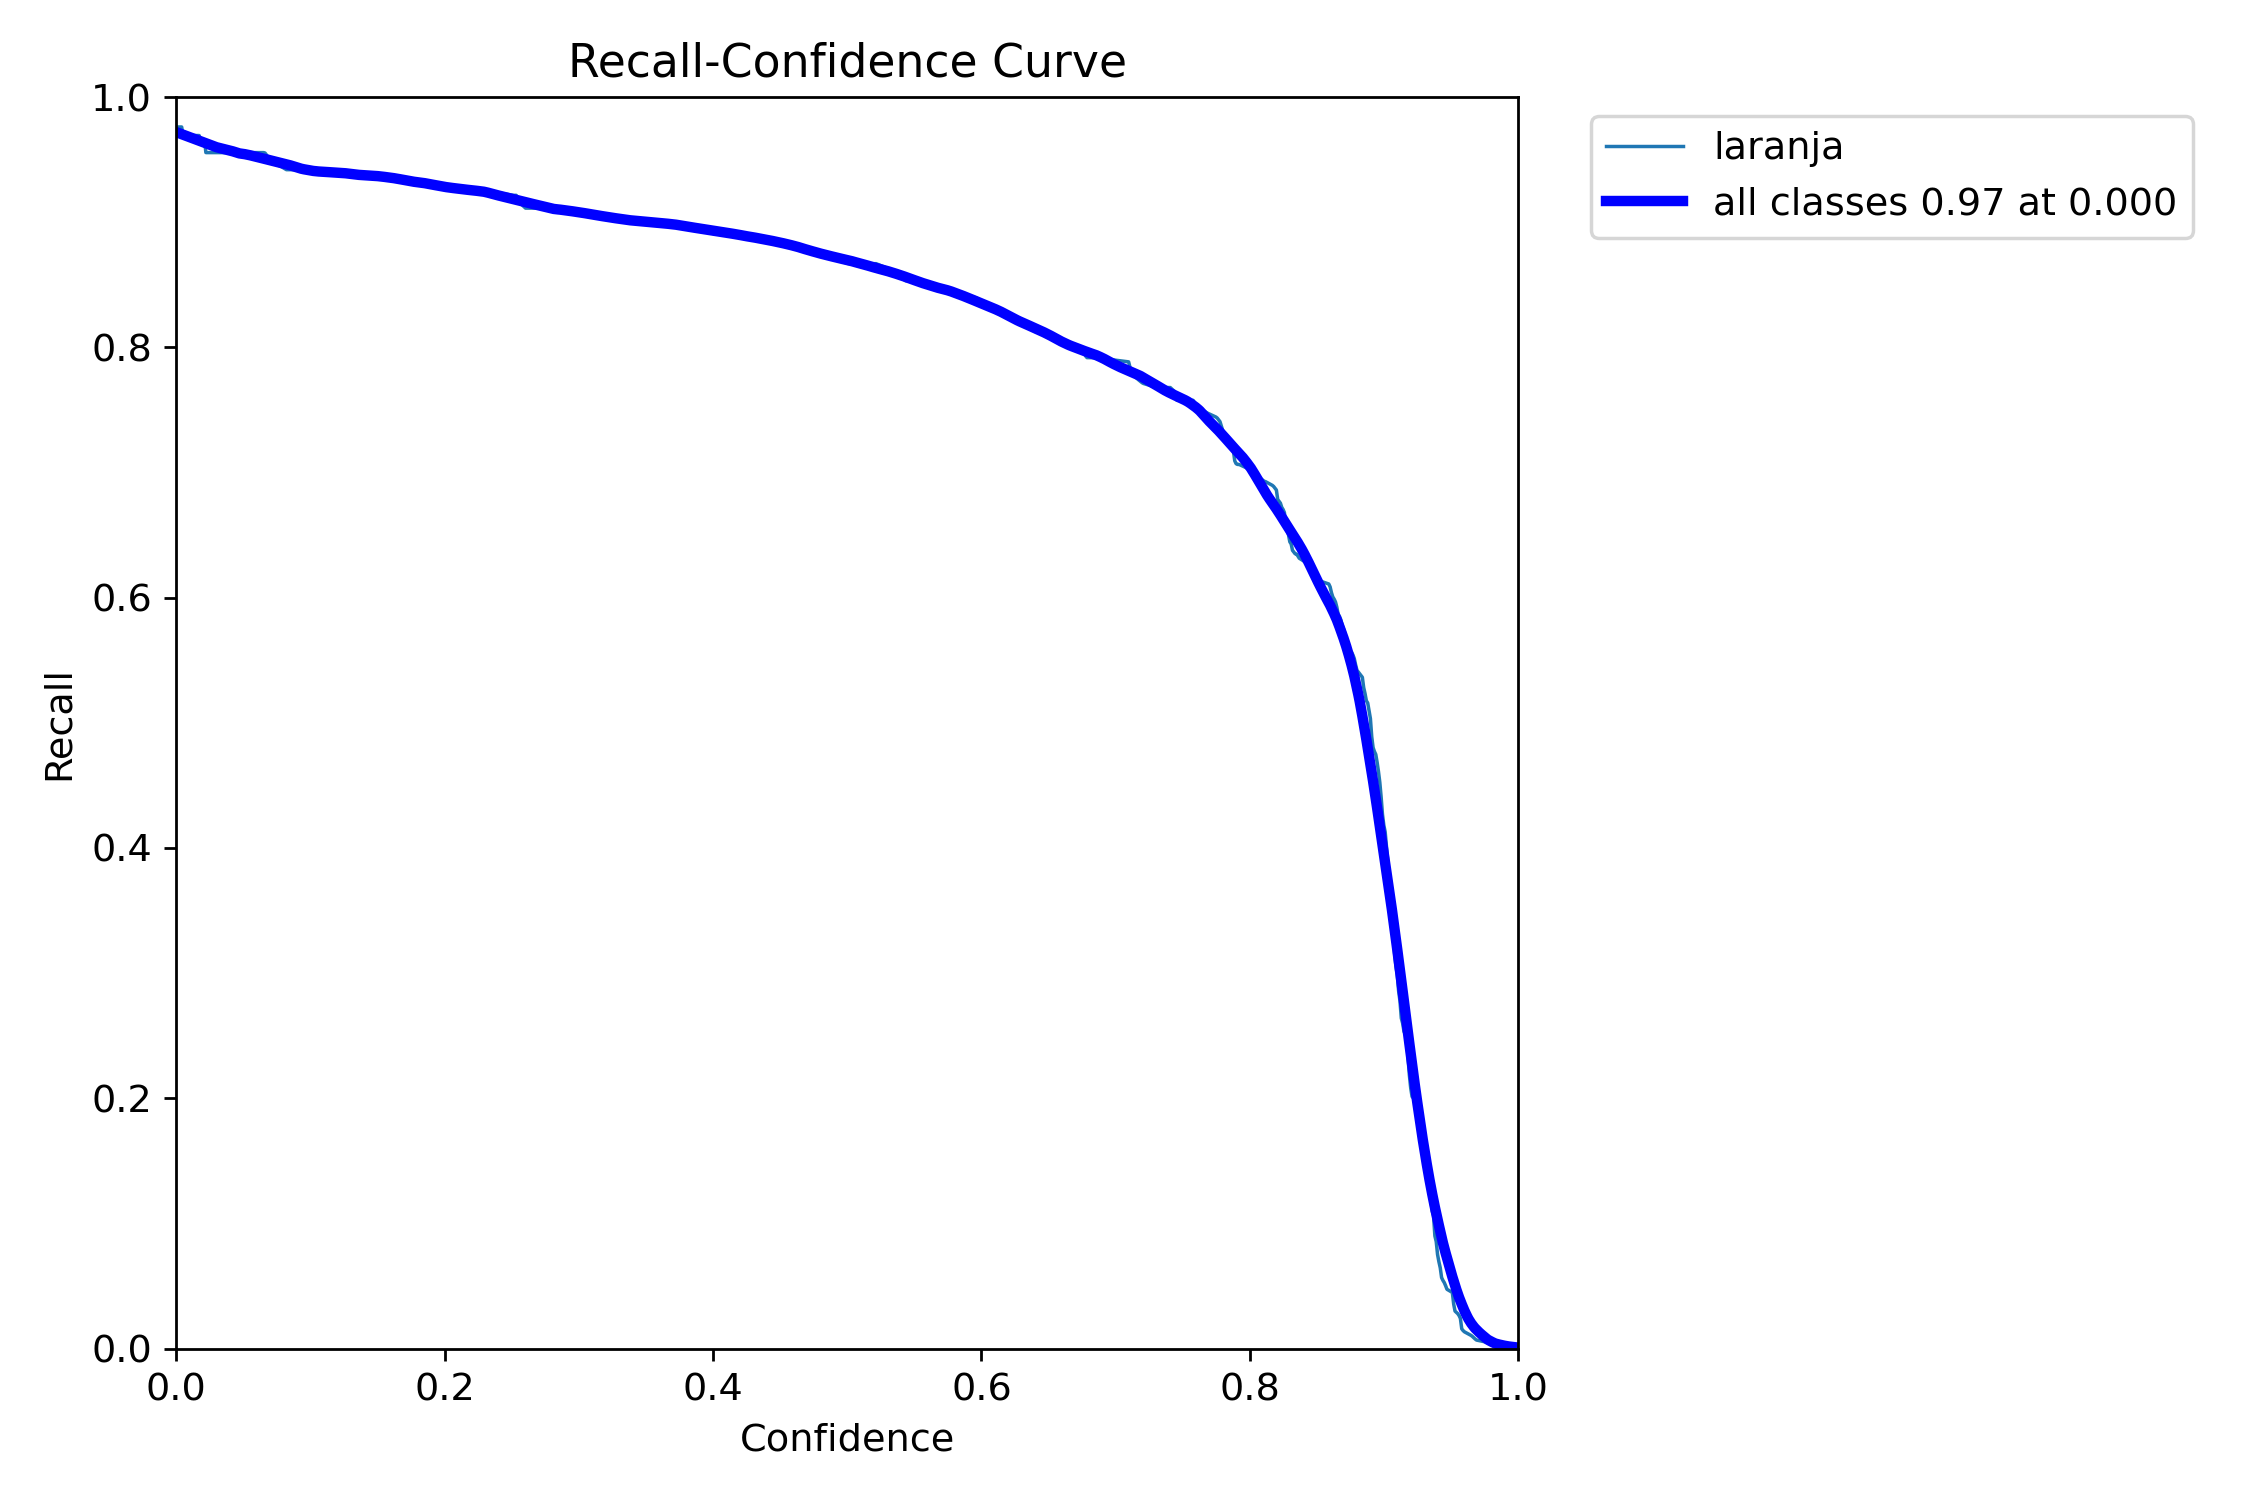 Recall-Confidence Curve
1.0
0.8
0.6
0.4
0.2
0.0
Recall
0.0 0.2 0.4 0.6 0.8 1.0
Confidence
laranja
all classes 0.97 at 0.000